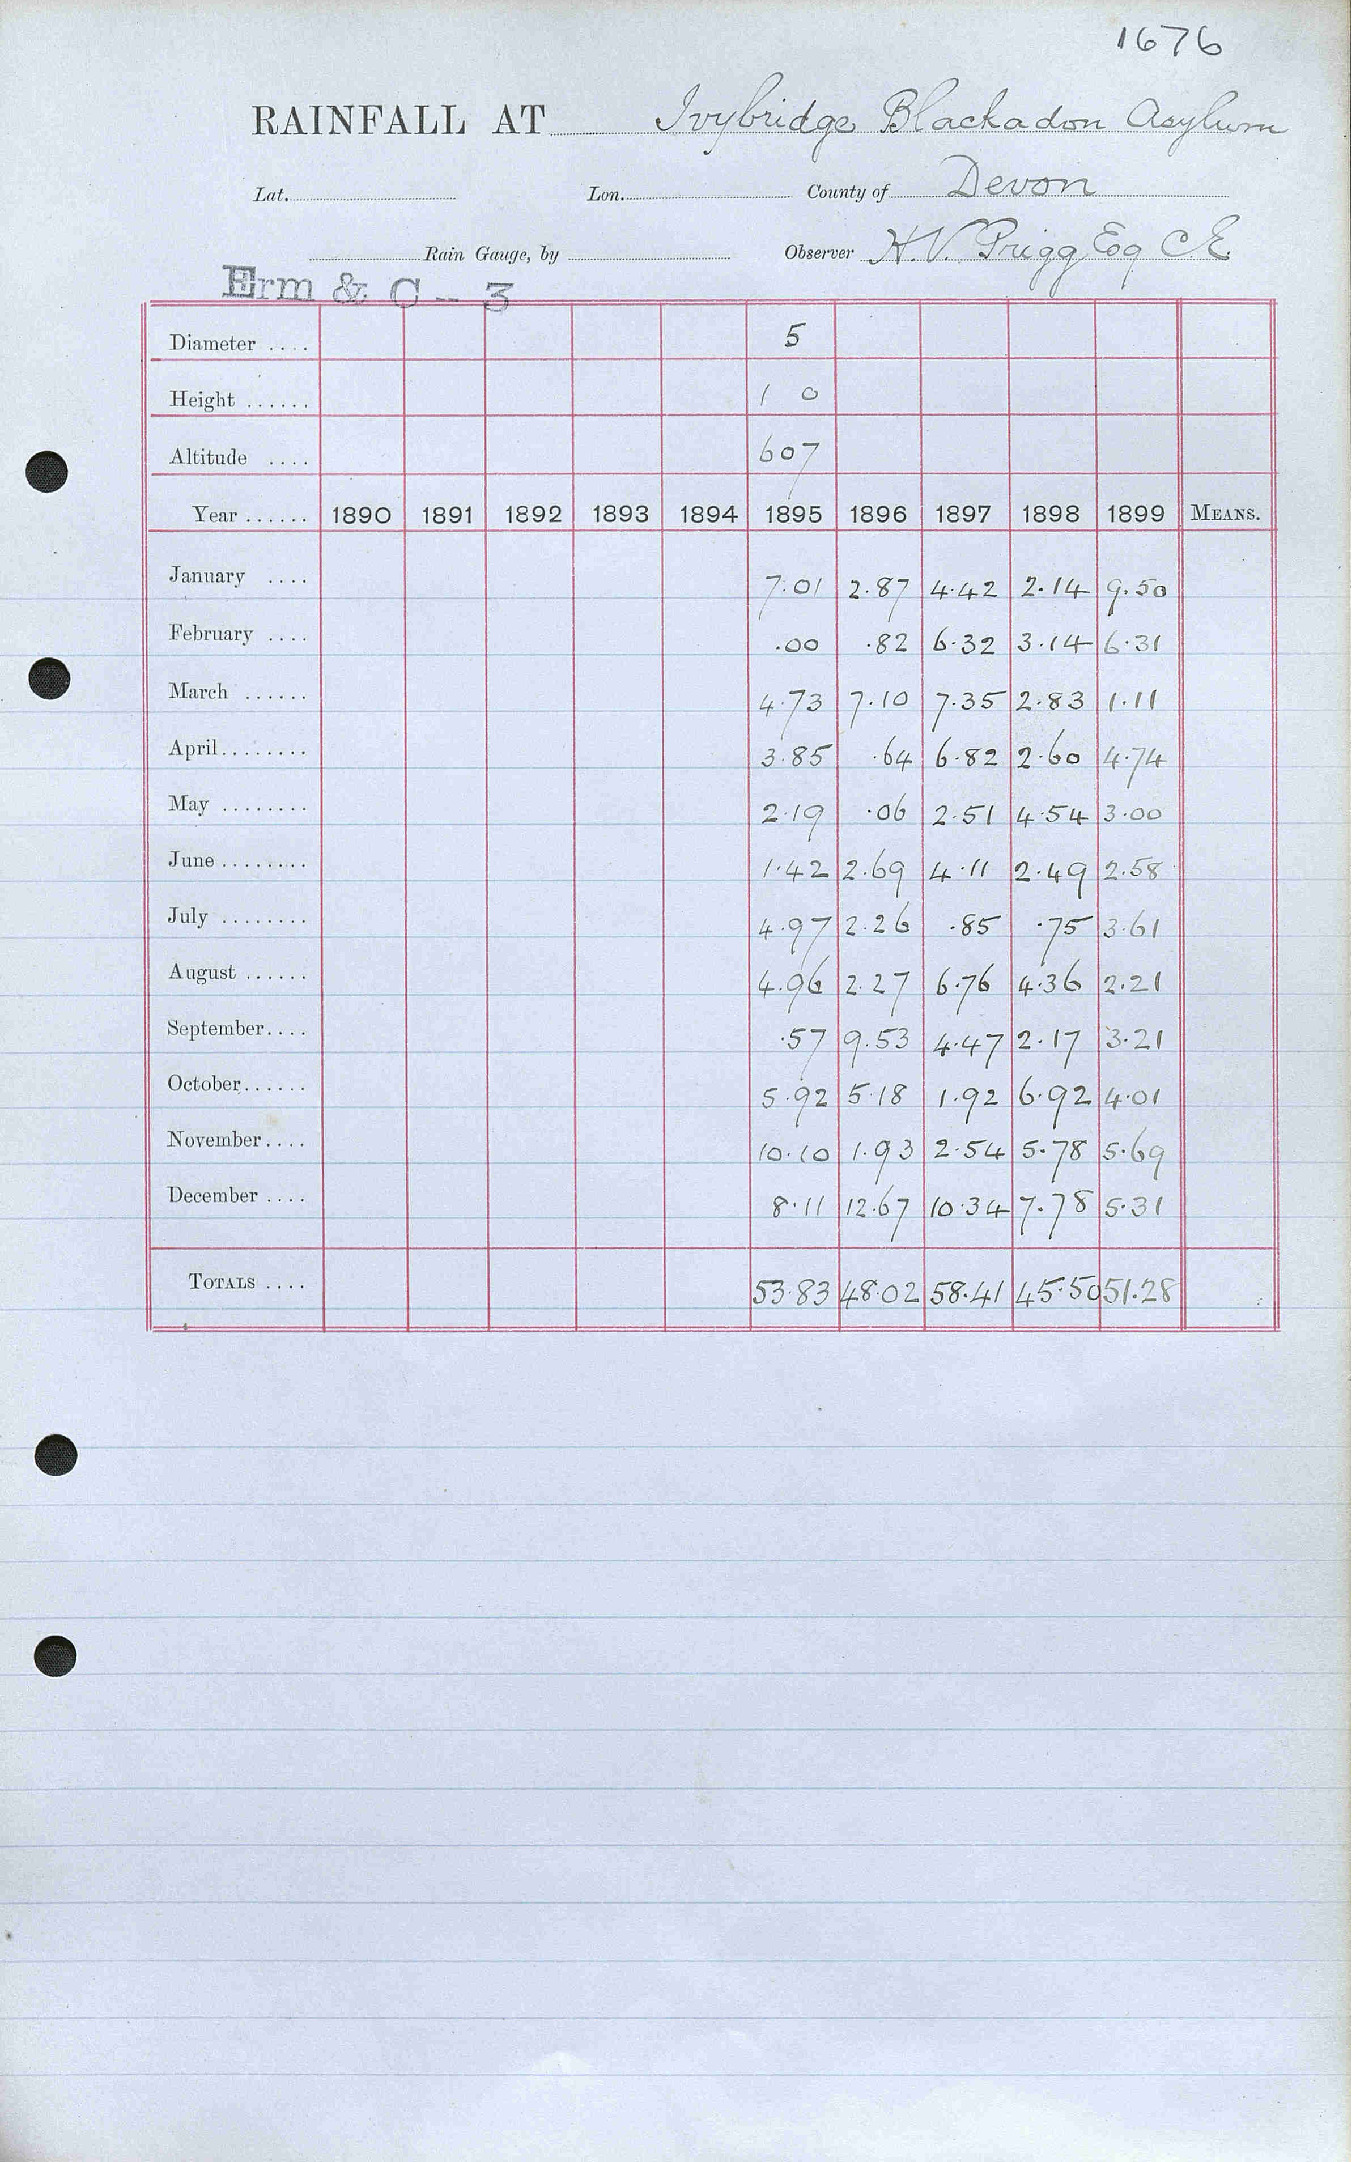 1676
RAINFALL AT Ivybridge Blackadon Asylum
Lat. Lon. County of Devon
Rain Gauge, by Observer H.V. Prigg Esq C.E.
Erm & C - 3
Diameter .... 5
Height ...... 1 0
Altitude .... 607
Year ...... 1890 1891 1892 1893 1894 1895 1896 1897 1898 1899 MEANS.
January .... 7.01 2.87 4.42 2.14 9.50
February .... .00 .82 6.32 3.14 6.31
March ...... 4.73 7.10 7.35 2.83 1.11
April........ 3.85 .64 6.82 2.60 4.74
May ........ 2.19 .06 2.51 4.54 3.00
June........ 1.42 2.69 4.11 2.49 2.58
July ........ 4.97 2.26 .85 .75 3.61
August ...... 4.96 2.27 6.76 4.36 2.21
September.... .57 9.53 4.47 2.17 3.21
October...... 5.92 5.18 1.92 6.92 4.01
November.... 10.10 1.93 2.54 5.78 5.69
December .... 8.11 12.67 10.34 7.78 5.31
TOTALS .... 53.83 48.02 58.41 45.50 51.28